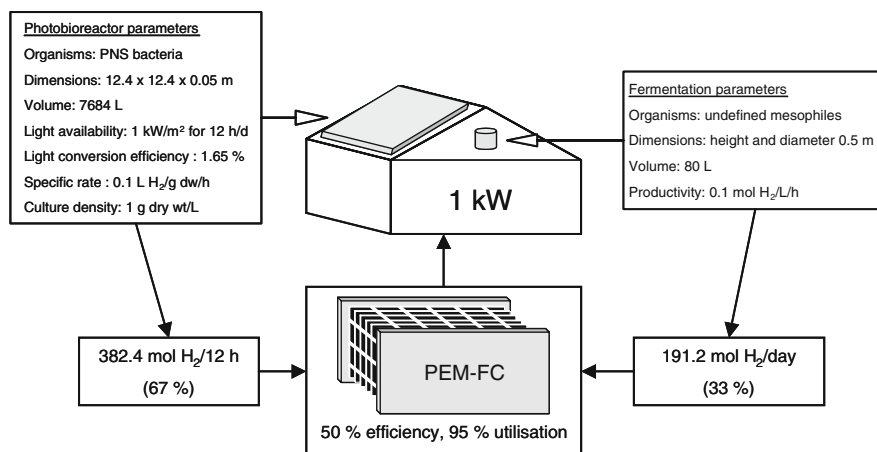 Photobioreactor parameters
Organisms: PNS bacteria
Dimensions: 12.4 x 12.4 x 0.05 m
Volume: 7684 L
Light availability: 1 kW/m² for 12 h/d
Light conversion efficiency : 1.65 %
Specific rate : 0.1 L H₂/g dw/h
Culture density: 1 g dry wt/L
Fermentation parameters
Organisms: undefined mesophiles
Dimensions: height and diameter 0.5 m
Volume: 80 L
Productivity: 0.1 mol H₂/L/h
1 kW
382.4 mol H₂/12 h
(67 %)
PEM-FC
50 % efficiency, 95 % utilisation
191.2 mol H₂/day
(33 %)